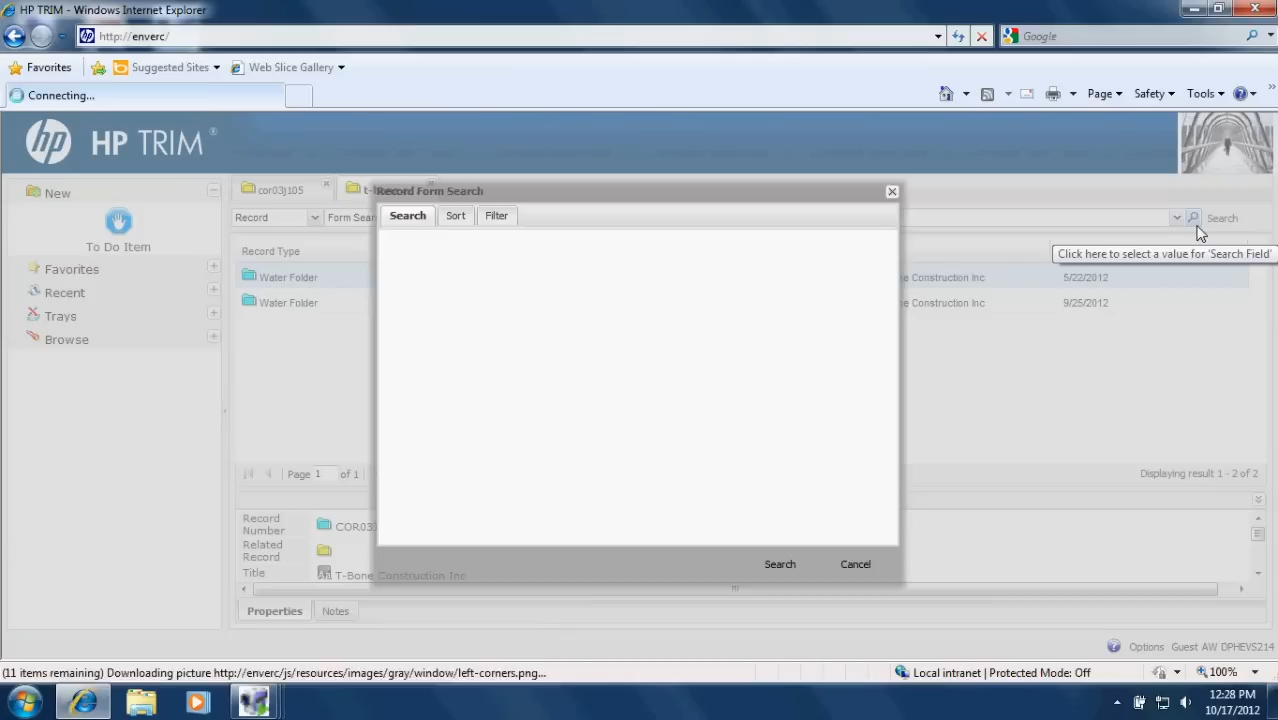 HP TRIM - Windows Internet Explorer
http://enverc/
Google
Favorites
Suggested Sites
Web Slice Gallery
Connecting...
Page
Safety
Tools
hp HP TRIM®
New
To Do Item
Favorites
Recent
Trays
Browse
cor03j105
Record
Form Sear
Search
Click here to select a value for 'Search Field'
Record Type
Water Folder
ne Construction Inc
5/22/2012
Water Folder
ne Construction Inc
9/25/2012
Record Form Search
Search
Sort
Filter
Search
Cancel
Page 1 of 1
Displaying result 1 - 2 of 2
Record Number
COR03J
Related Record
Title
T-Bone Construction Inc
Properties
Notes
Options
Guest AW DPHEVS214
(11 items remaining) Downloading picture http://enverc/js/resources/images/gray/window/left-corners.png...
Local intranet | Protected Mode: Off
100%
12:28 PM
10/17/2012